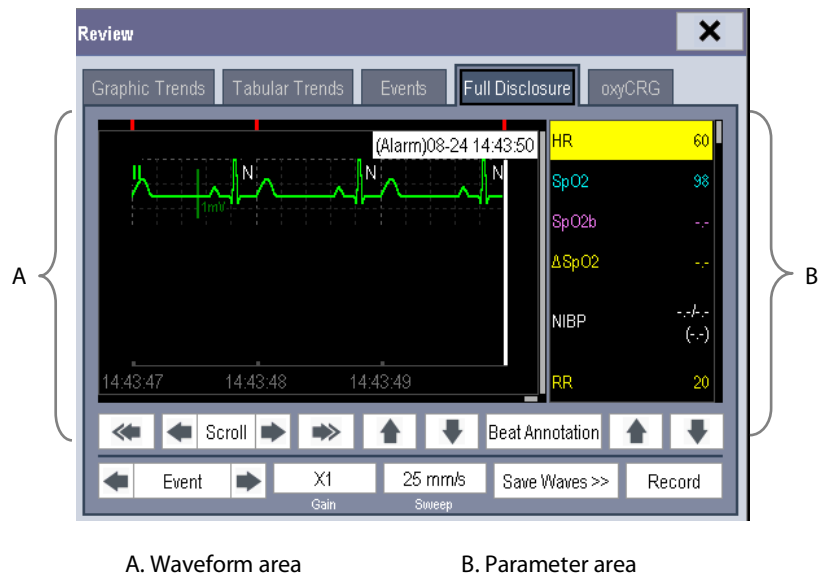 Review
Graphic Trends Tabular Trends Events Full Disclosure oxyCRG
(Alarm)08-24 14:43:50
II N N N
1mV
14:43:47 14:43:48 14:43:49
HR 60
SpO2 98
SpO2b -.-
ΔSpO2 -.-
NIBP -.-/-.-
(-.-)
RR 20
A
B
Scroll Beat Annotation
Event X1 25 mm/s Save Waves >> Record
Gain Sweep
A. Waveform area B. Parameter area